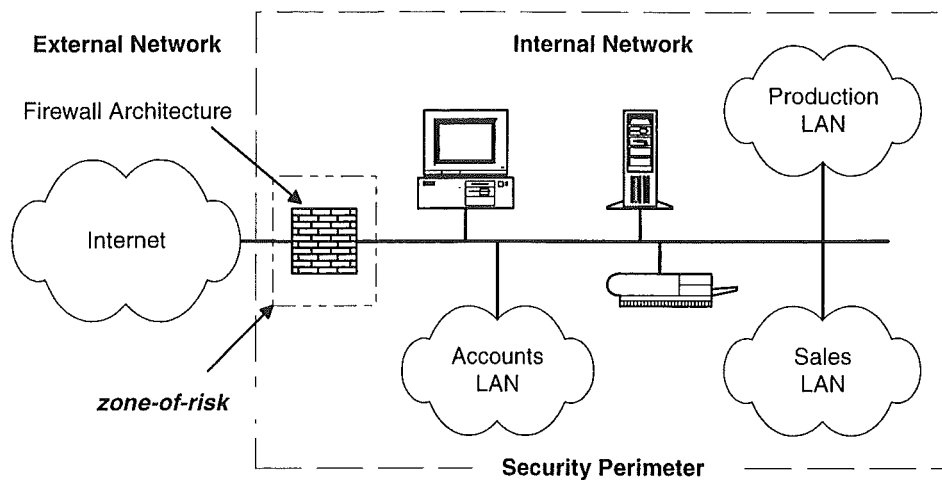 External Network
Internal Network
Firewall Architecture
Production
LAN
Internet
Accounts
LAN
Sales
LAN
zone-of-risk
Security Perimeter